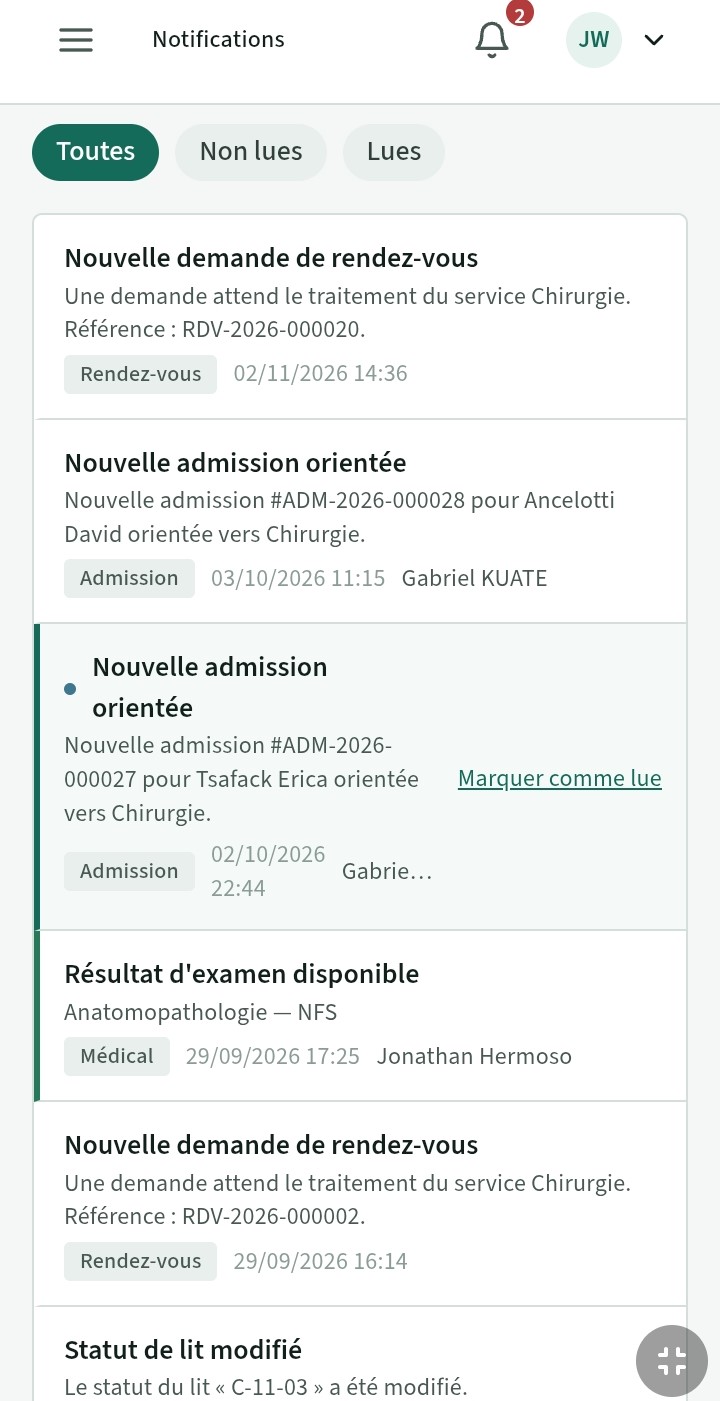 Notifications
2
JW
Toutes
Non lues
Lues
Nouvelle demande de rendez-vous
Une demande attend le traitement du service Chirurgie.
Référence : RDV-2026-000020.
Rendez-vous 02/11/2026 14:36
Nouvelle admission orientée
Nouvelle admission #ADM-2026-000028 pour Ancelotti
David orientée vers Chirurgie.
Admission 03/10/2026 11:15 Gabriel KUATE
Nouvelle admission
orientée
Nouvelle admission #ADM-2026-
000027 pour Tsafack Erica orientée
vers Chirurgie.
Marquer comme lue
Admission
02/10/2026
22:44
Gabrie…
Résultat d'examen disponible
Anatomopathologie — NFS
Médical 29/09/2026 17:25 Jonathan Hermoso
Nouvelle demande de rendez-vous
Une demande attend le traitement du service Chirurgie.
Référence : RDV-2026-000002.
Rendez-vous 29/09/2026 16:14
Statut de lit modifié
Le statut du lit « C-11-03 » a été modifié.